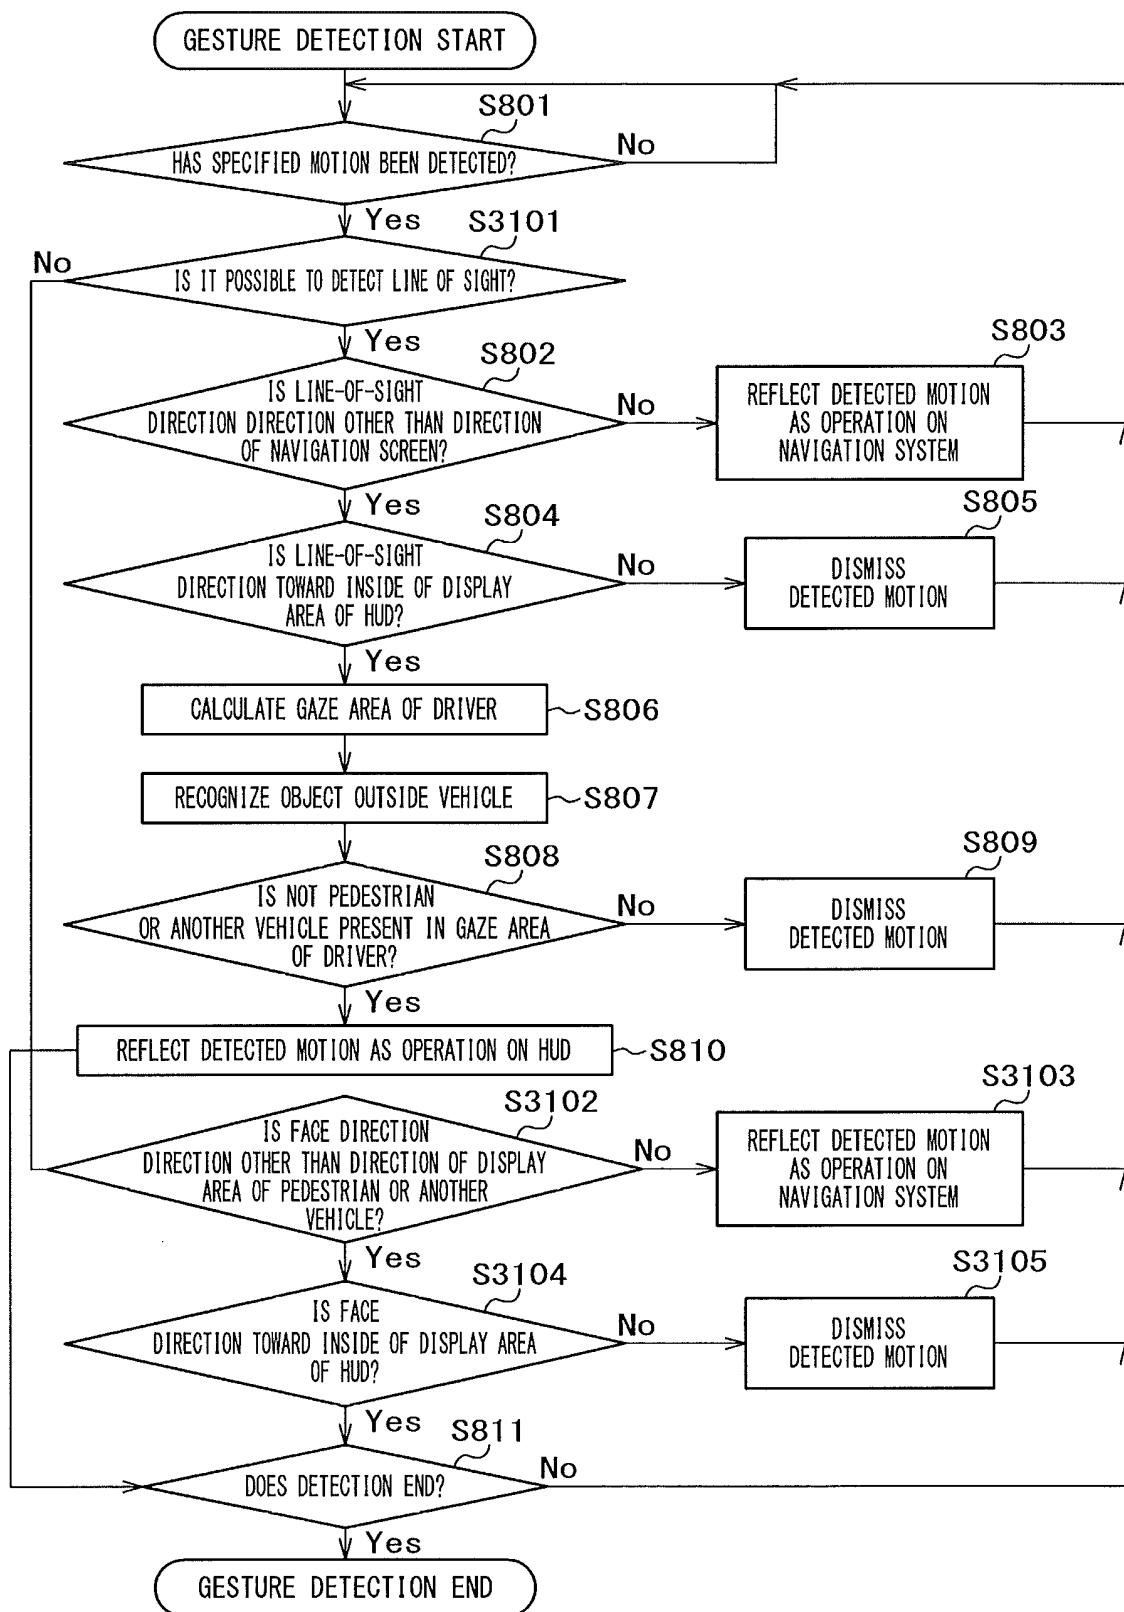 GESTURE DETECTION START
S801
HAS SPECIFIED MOTION BEEN DETECTED?
No
Yes
S3101
No
IS IT POSSIBLE TO DETECT LINE OF SIGHT?
Yes
S802
IS LINE-OF-SIGHT
DIRECTION DIRECTION OTHER THAN DIRECTION
OF NAVIGATION SCREEN?
No
S803
REFLECT DETECTED MOTION
AS OPERATION ON
NAVIGATION SYSTEM
Yes
S804
IS LINE-OF-SIGHT
DIRECTION TOWARD INSIDE OF DISPLAY
AREA OF HUD?
No
S805
DISMISS
DETECTED MOTION
Yes
CALCULATE GAZE AREA OF DRIVER
S806
RECOGNIZE OBJECT OUTSIDE VEHICLE
S807
S808
IS NOT PEDESTRIAN
OR ANOTHER VEHICLE PRESENT IN GAZE AREA
OF DRIVER?
No
S809
DISMISS
DETECTED MOTION
Yes
REFLECT DETECTED MOTION AS OPERATION ON HUD
S810
S3102
IS FACE DIRECTION
DIRECTION OTHER THAN DIRECTION OF DISPLAY
AREA OF PEDESTRIAN OR ANOTHER
VEHICLE?
No
S3103
REFLECT DETECTED MOTION
AS OPERATION ON
NAVIGATION SYSTEM
Yes
S3104
IS FACE
DIRECTION TOWARD INSIDE OF DISPLAY AREA
OF HUD?
No
S3105
DISMISS
DETECTED MOTION
Yes
S811
DOES DETECTION END?
No
Yes
GESTURE DETECTION END